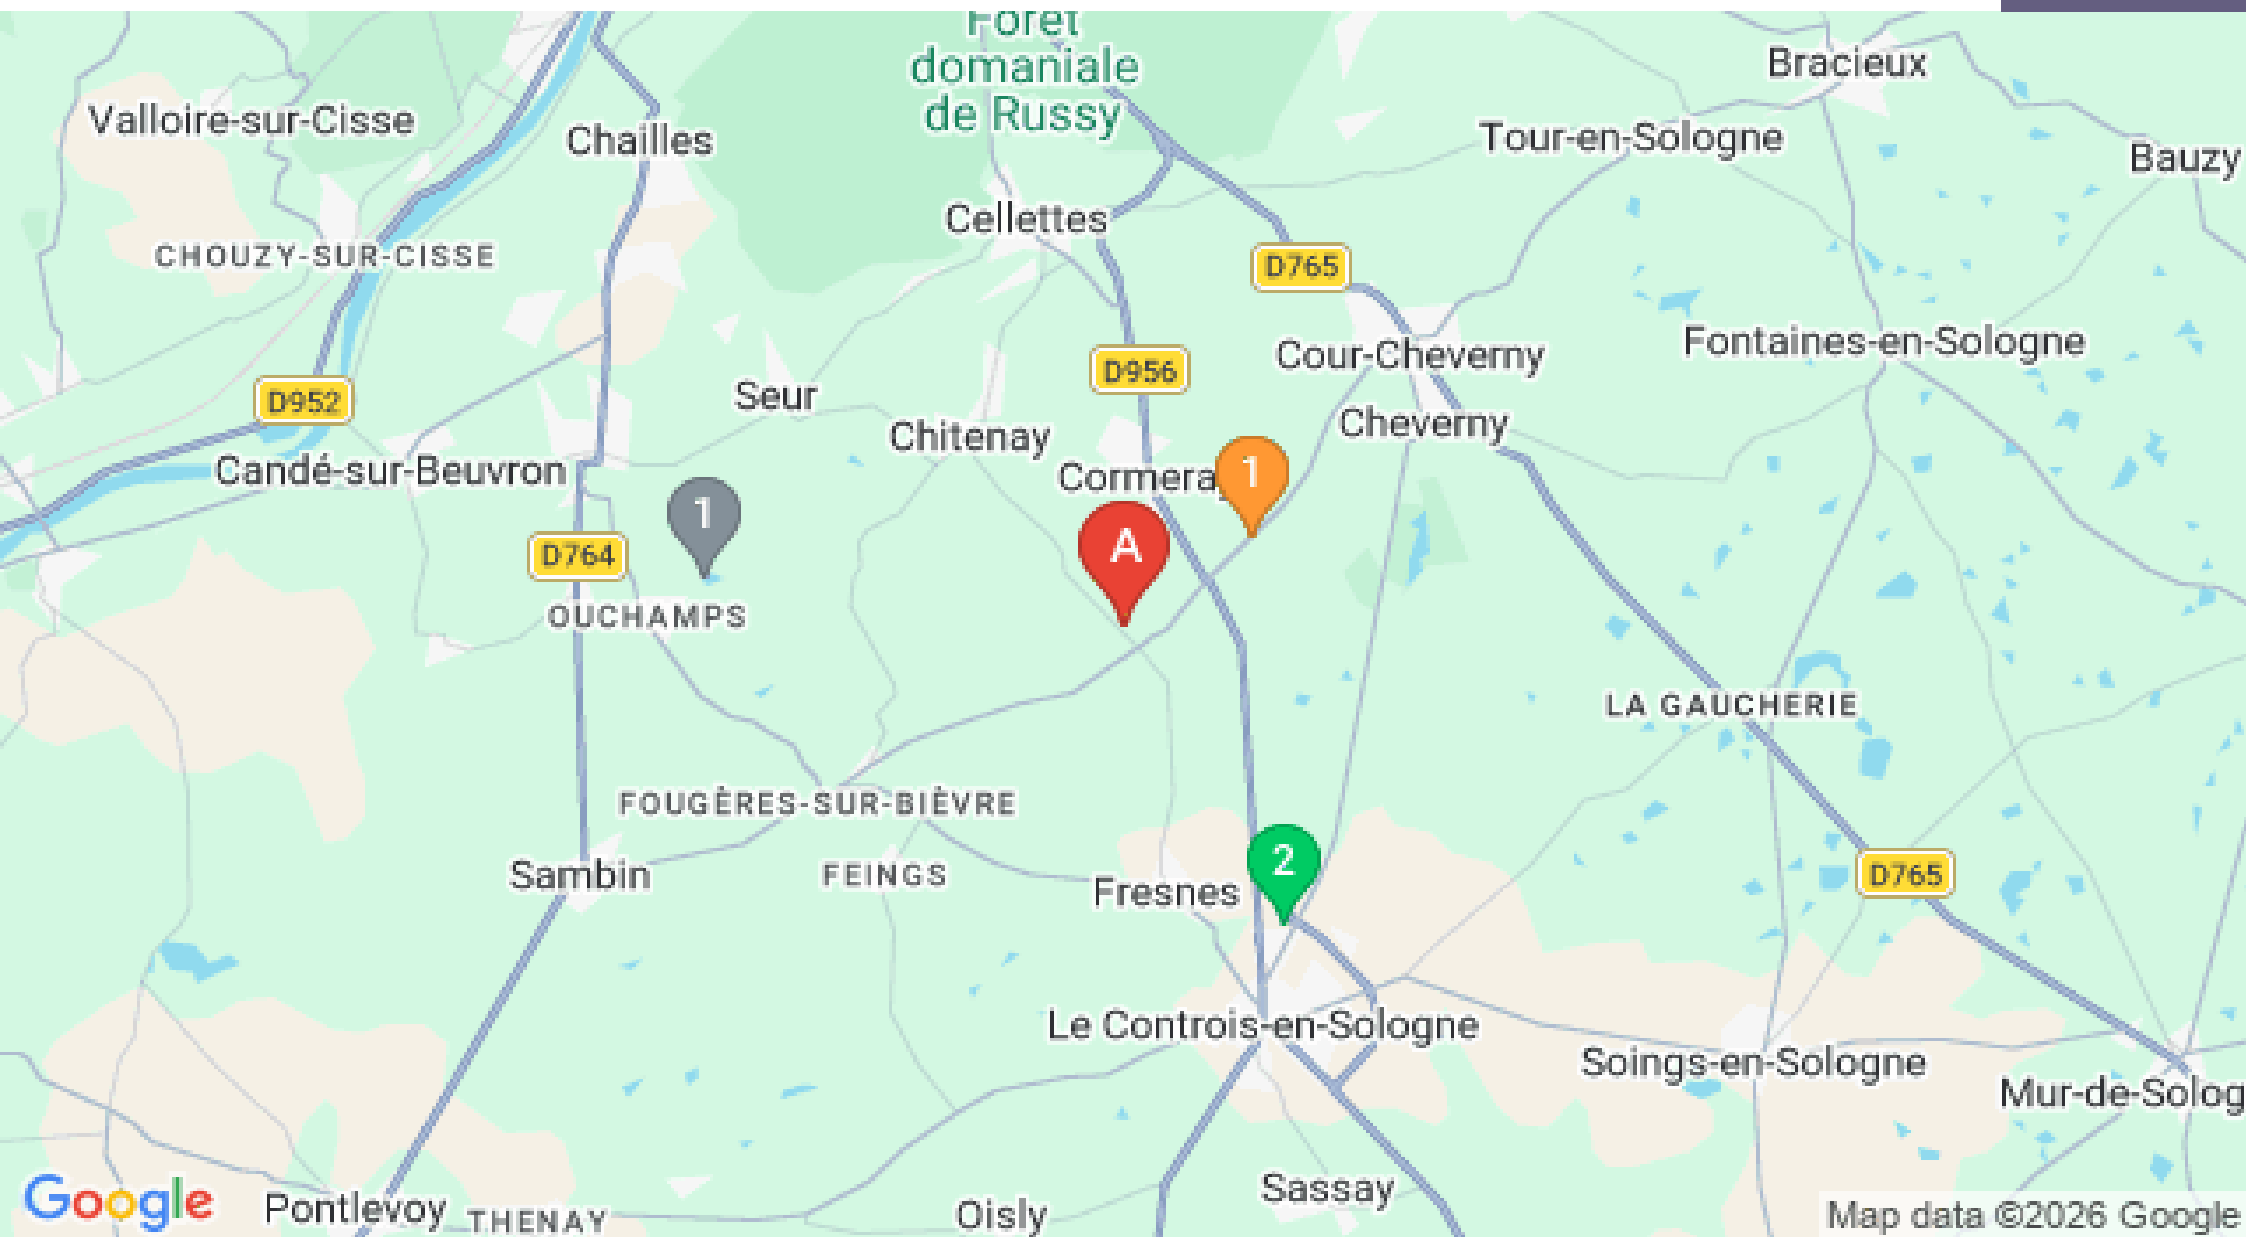 Forêt
domaniale
de Russy
Bracieux
Valloire-sur-Cisse
Chailles
Tour-en-Sologne
Bauzy
Cellettes
CHOUZY-SUR-CISSE
D765
Fontaines-en-Sologne
Cour-Cheverny
D956
Seur
D952
Cheverny
Chitenay
Candé-sur-Beuvron
Cormera
1
1
A
D764
OUCHAMPS
LA GAUCHERIE
FOUGÈRES-SUR-BIÈVRE
2
Sambin
FEINGS
D765
Fresnes
Le Controis-en-Sologne
Soings-en-Sologne
Mur-de-Solog
Sassay
Google
Pontlevoy
THENAY
Oisly
Map data ©2026 Google